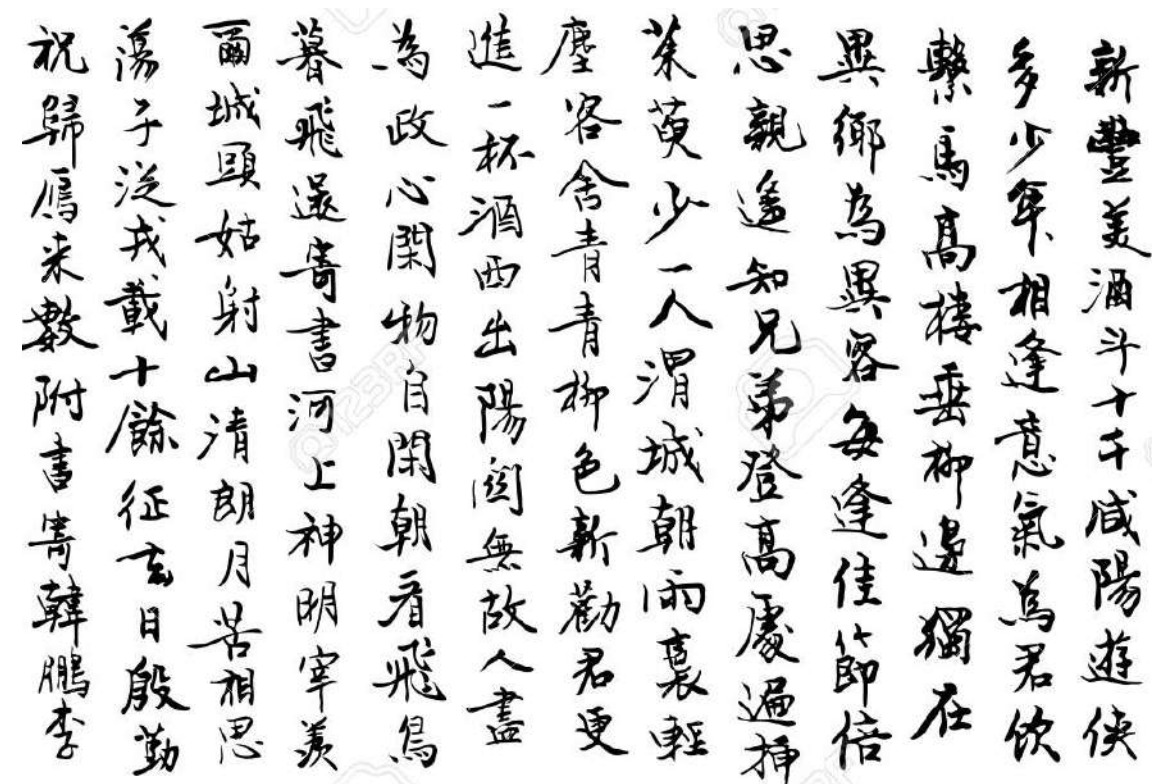 新豐美酒斗十千咸陽遊俠
多少年相逢意氣為君飲
繫馬高樓垂柳邊獨在
異鄉為異客每逢佳節倍
思親遙知兄弟登高處遍插
茱萸少一人渭城朝雨裛輕
塵客舍青青柳色新勸君更
進一杯酒西出陽關無故人盡
為政心閑物自閑朝看飛鳥
暮飛還寄書河上神明宰羨
爾城頭姑射山清朗月苦相思
蕩子從戎載十餘征去日殷勤
祝歸雁來數附書寄韓鵬李